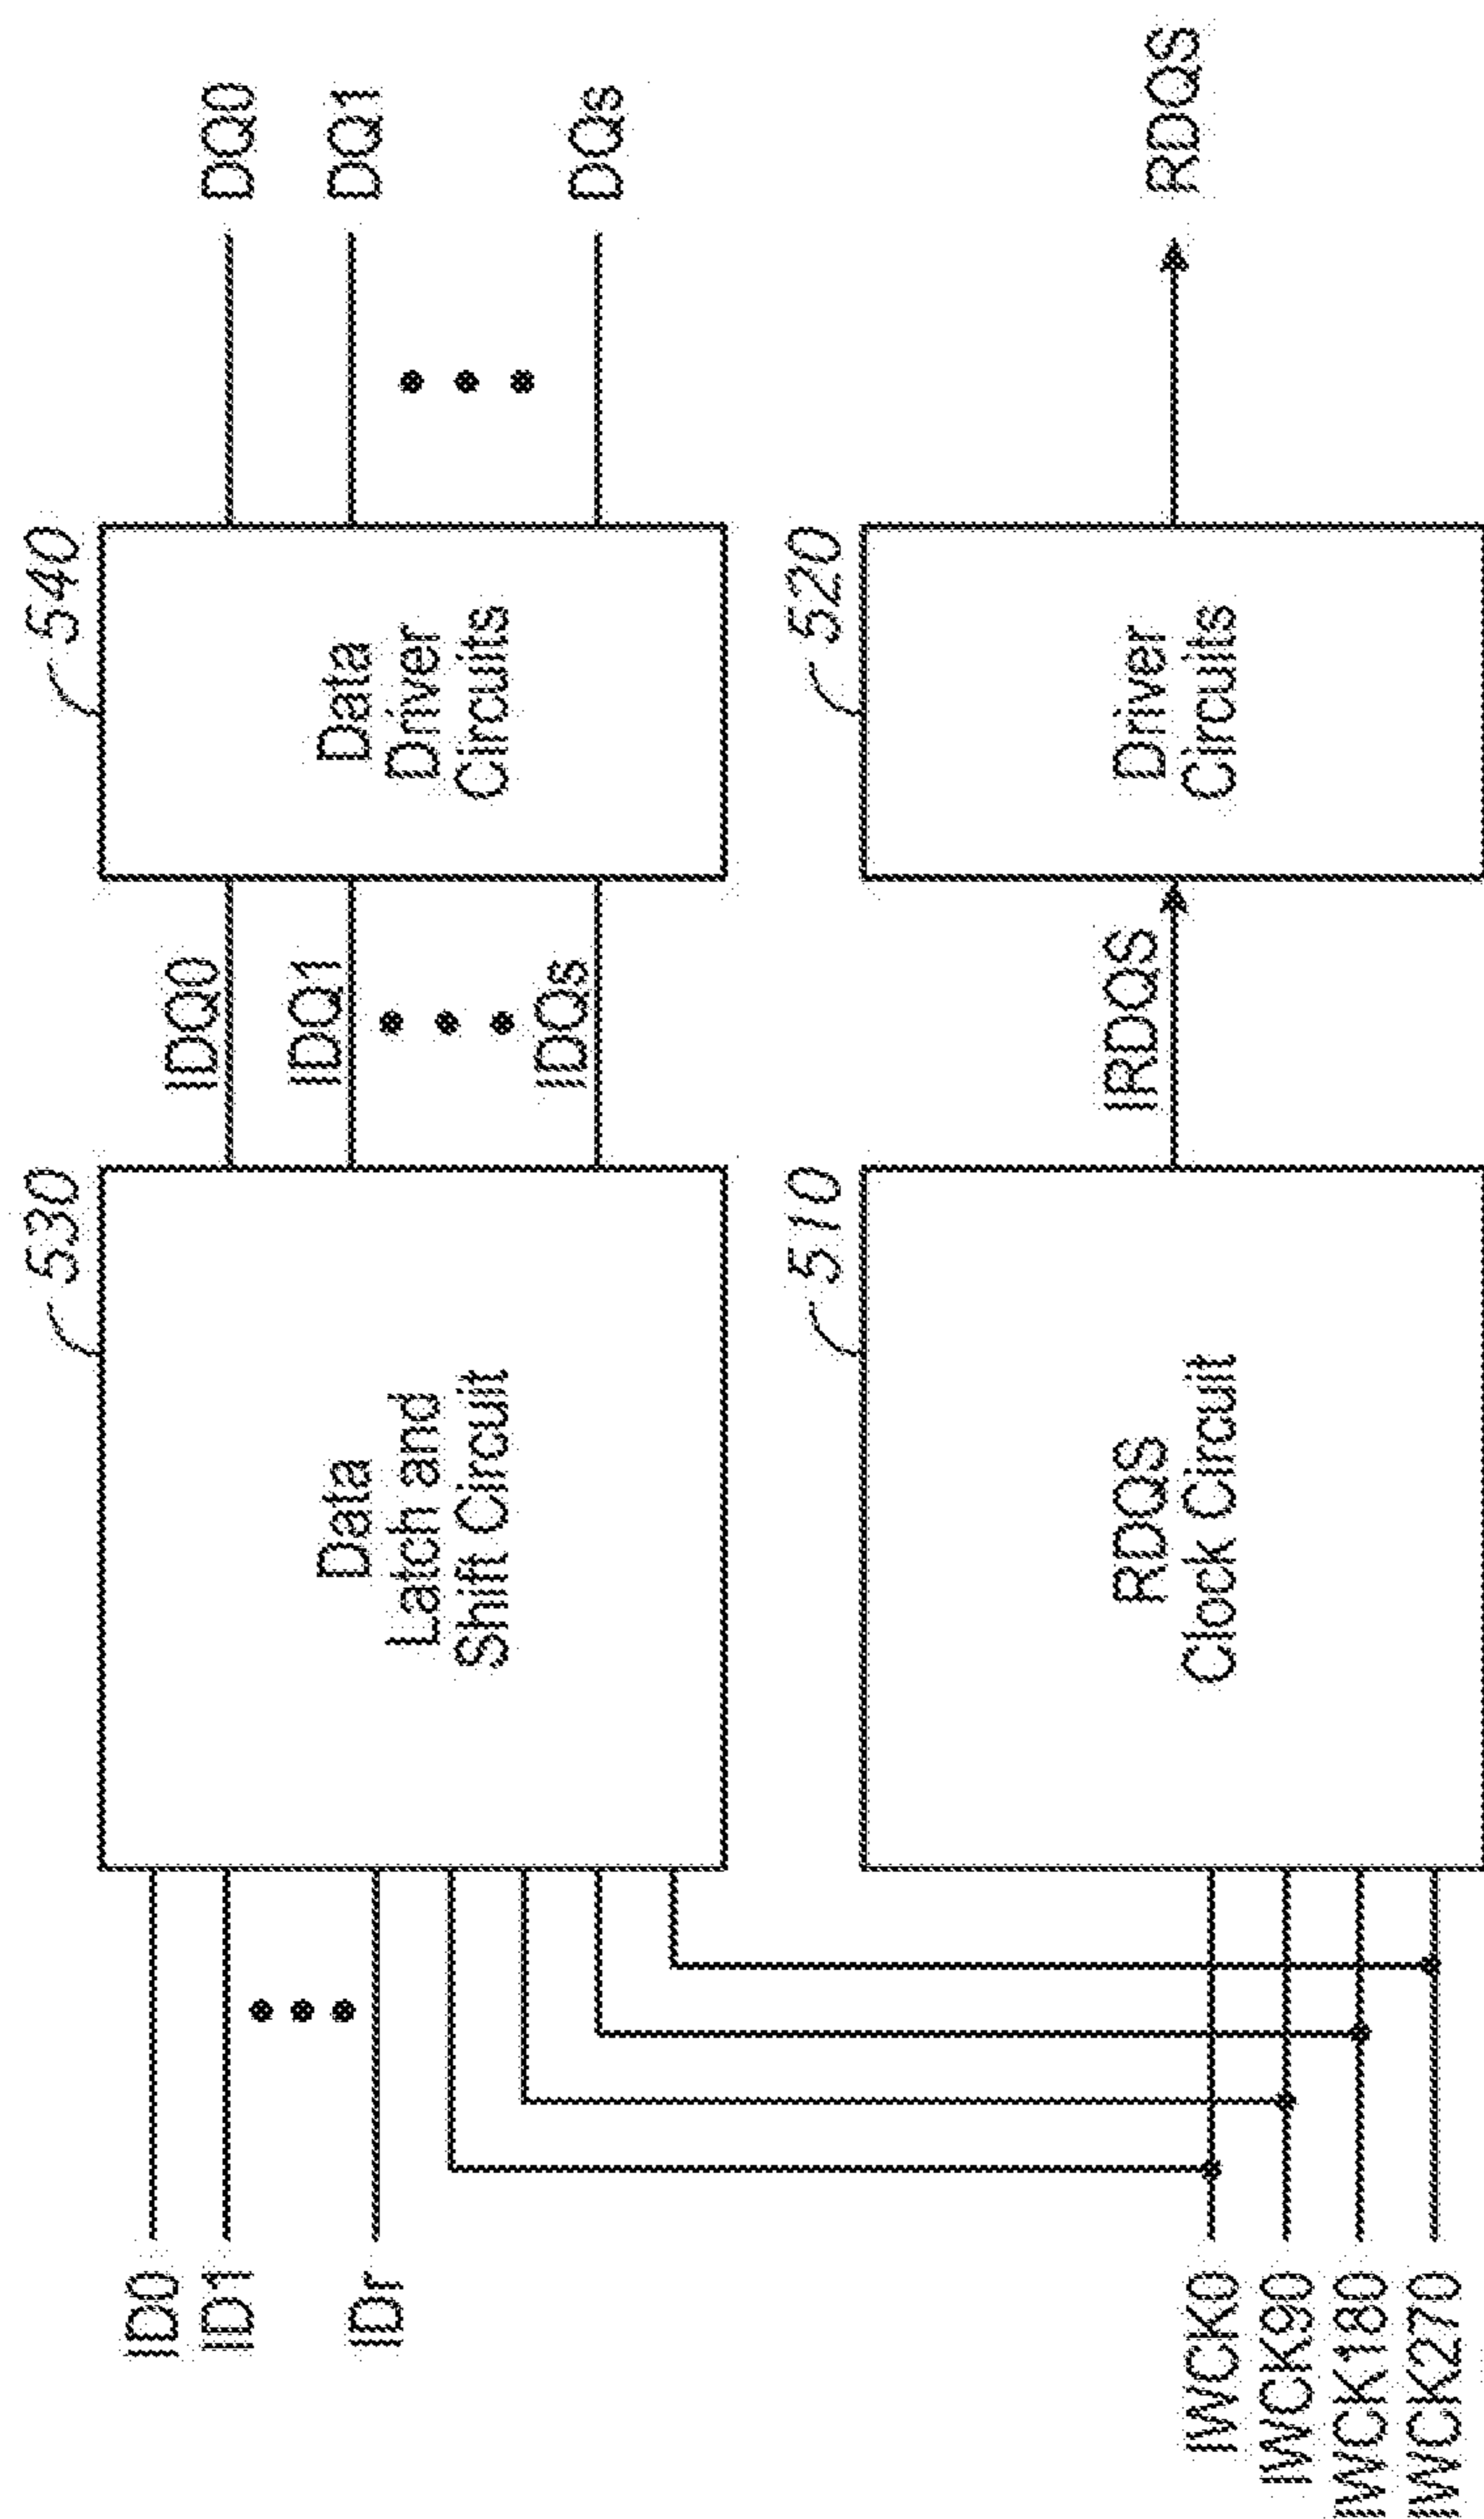 ID0
ID1
IDr
IWCK0
IWCK90
IWCK180
IWCK270
530
Data
Latch and
Shift Circuit
510
RDQS
Clock Circuit
IDQ0
IDQ1
IDQs
IRDQS
540
Data
Driver
Circuits
520
Driver
Circuits
DQ0
DQ1
DQs
RDQS